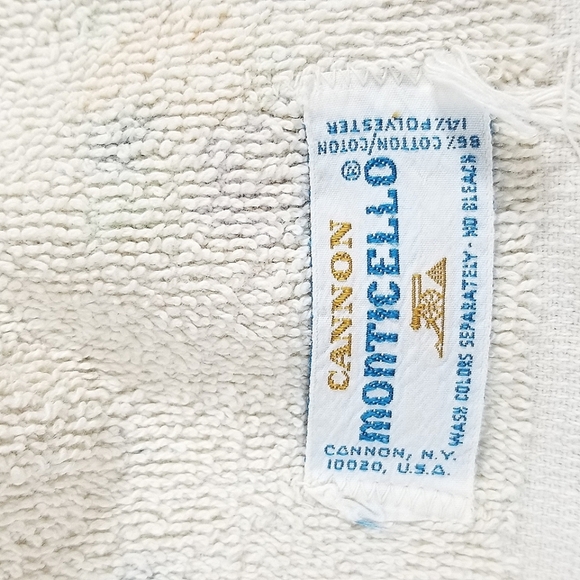 86% COTTON/COTON
14% POLYESTER
CANNON
MONTICELLO®
WASH COLORS SEPARATELY - NO BLEACH
CANNON, N.Y.
10020, U.S.A.